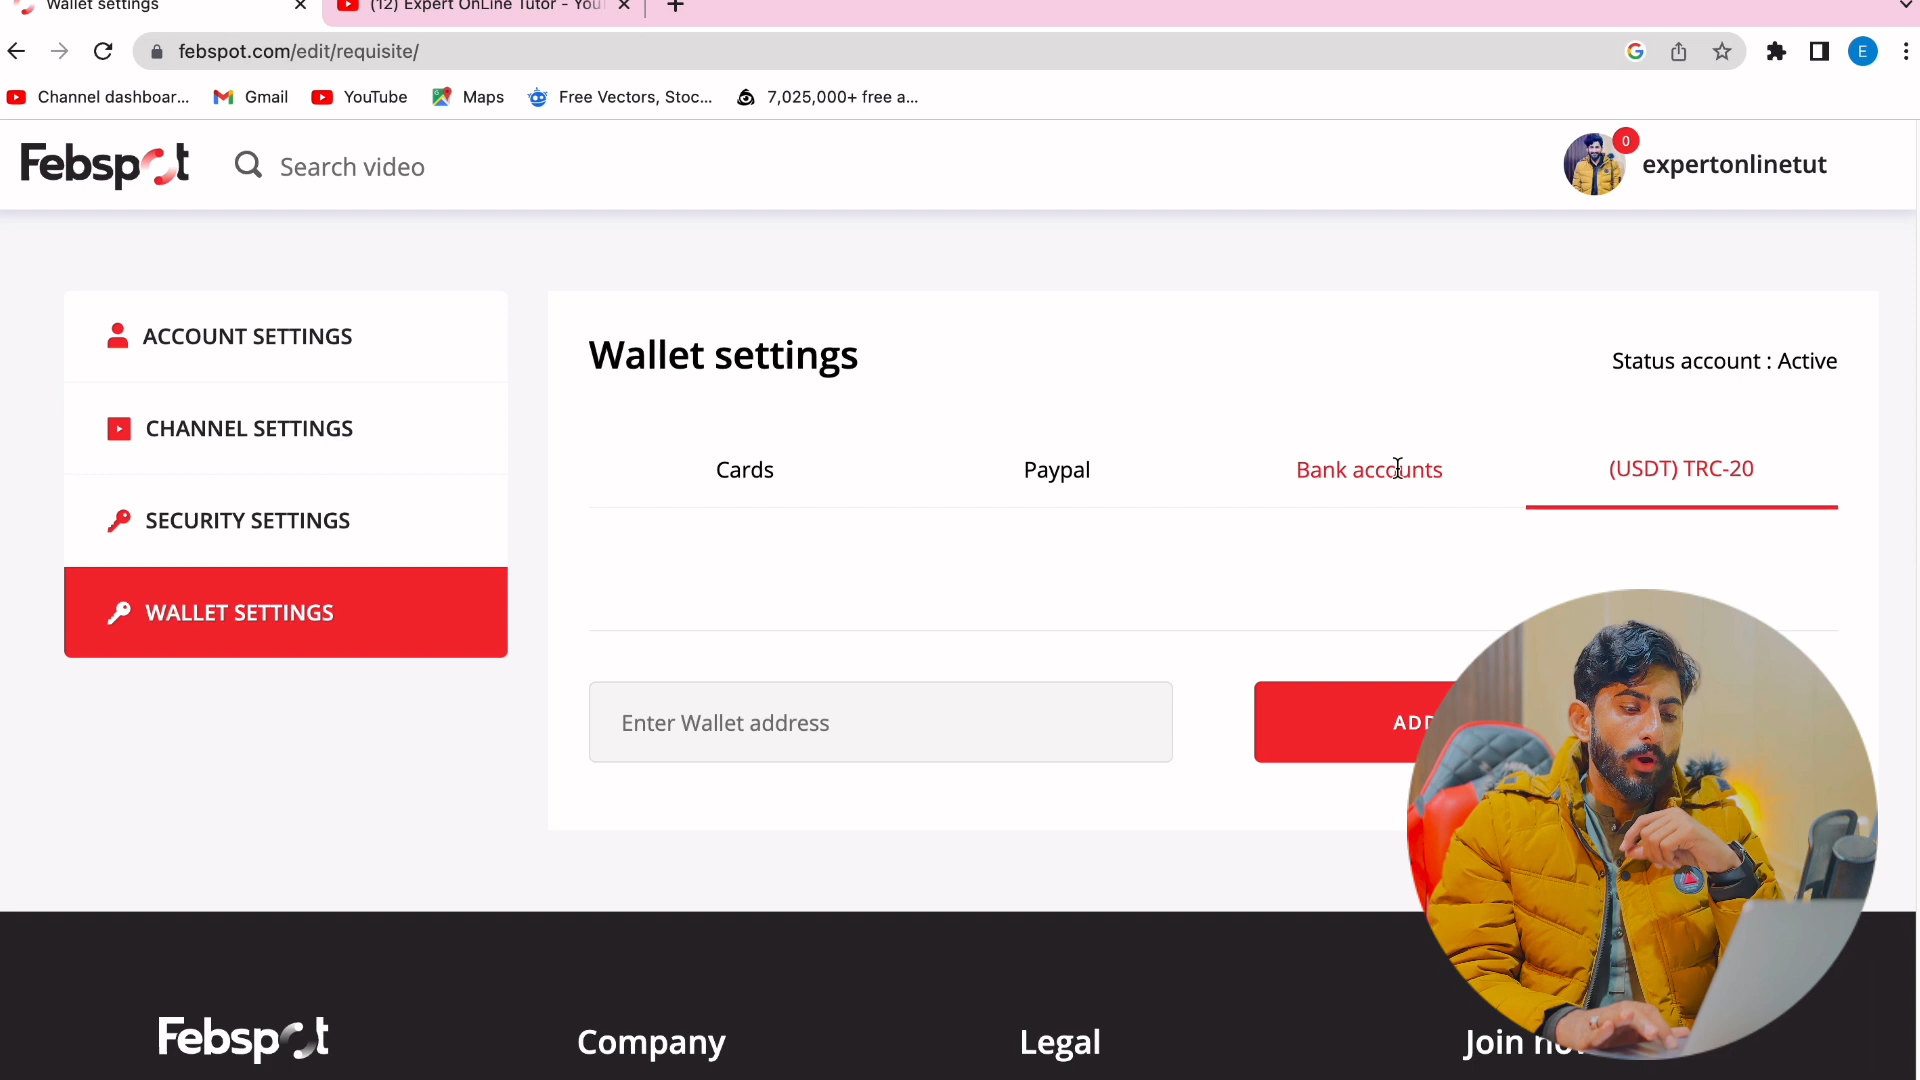 Wallet settings
(12) Expert OnLine Tutor - You
febspot.com/edit/requisite/
E
Channel dashboar...
Gmail
YouTube
Maps
Free Vectors, Stoc...
7,025,000+ free a...
Febspot
Search video
0
expertonlinetut
ACCOUNT SETTINGS
CHANNEL SETTINGS
SECURITY SETTINGS
WALLET SETTINGS
Wallet settings
Status account : Active
Cards
Paypal
Bank accounts
(USDT) TRC-20
Enter Wallet address
Febspot
Company
Legal
Join